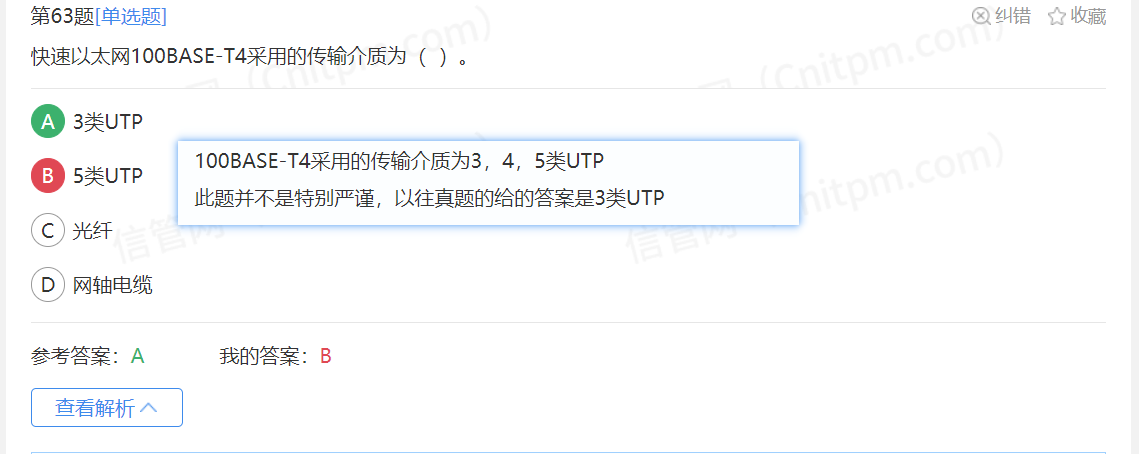 第63题[单选题]
纠错
收藏
快速以太网100BASE-T4采用的传输介质为（ ）。
A 3类UTP
B 5类UTP
100BASE-T4采用的传输介质为3，4，5类UTP
此题并不是特别严谨，以往真题的给的答案是3类UTP
C 光纤
D 网轴电缆
参考答案：A
我的答案：B
查看解析
信管网（Cnitpm.com）